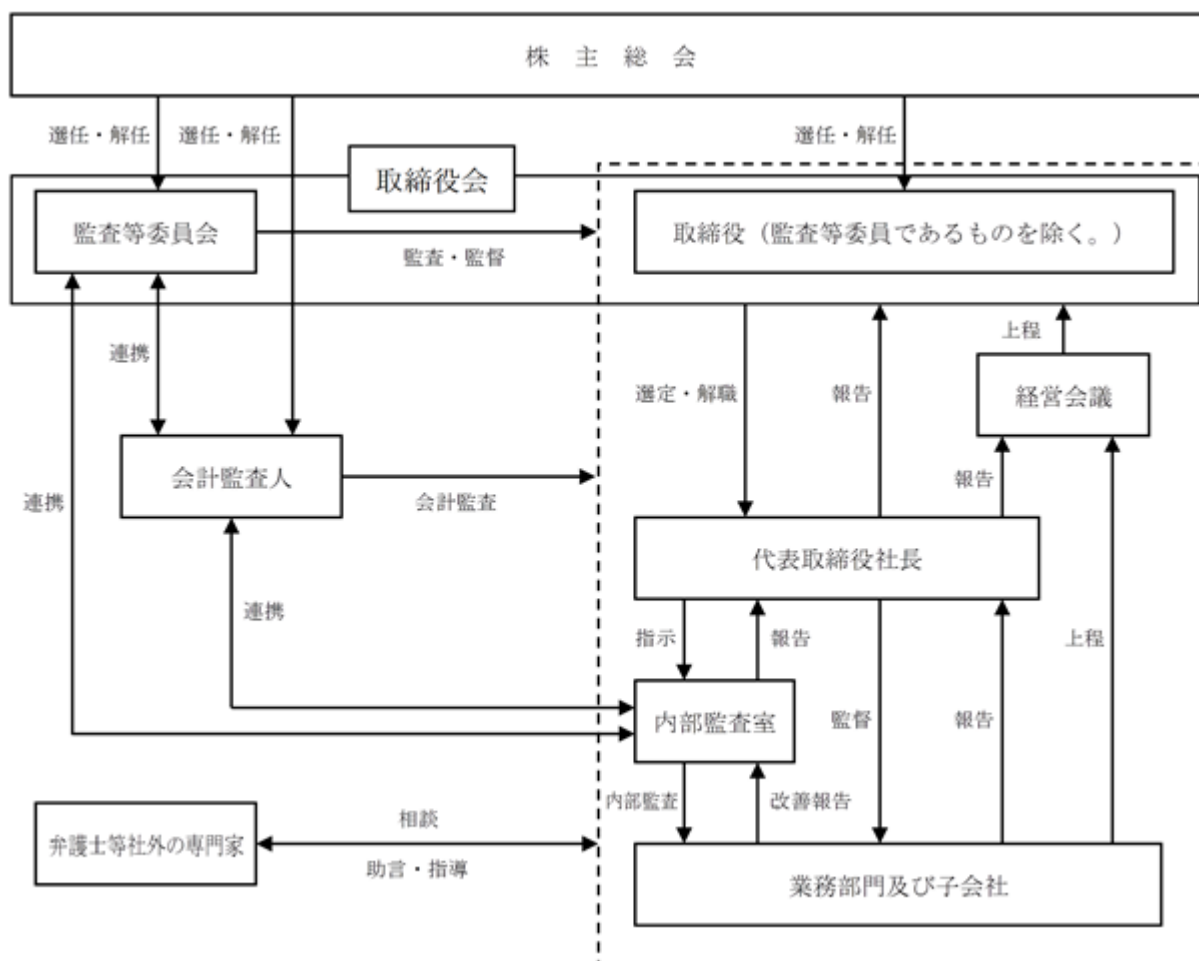 株 主 総 会
選任・解任
選任・解任
選任・解任
取締役会
監査等委員会
監査・監督
取締役（監査等委員であるものを除く。）
連携
選定・解職
報告
上程
経営会議
会計監査人
会計監査
連携
報告
代表取締役社長
連携
指示
報告
上程
内部監査室
監督
報告
内部監査
改善報告
弁護士等社外の専門家
相談
助言・指導
業務部門及び子会社